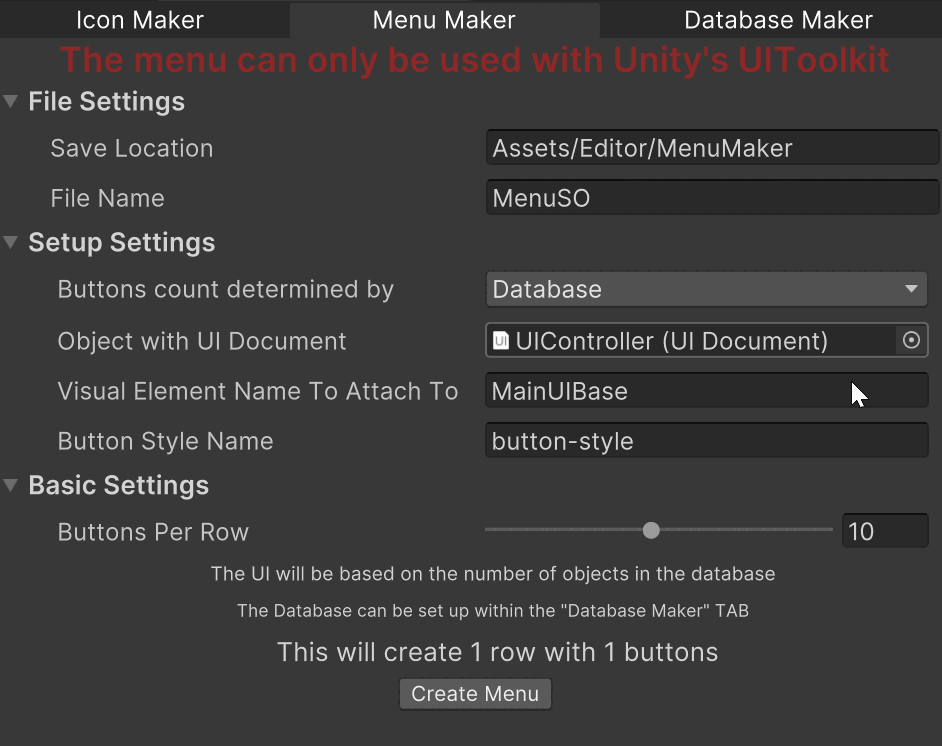 Icon Maker Menu Maker Database Maker
The menu can only be used with Unity's UIToolkit
File Settings
Save Location Assets/Editor/MenuMaker
File Name MenuSO
Setup Settings
Buttons count determined by Database
Object with UI Document UIController (UI Document)
Visual Element Name To Attach To MainUIBase
Button Style Name button-style
Basic Settings
Buttons Per Row 10
The UI will be based on the number of objects in the database
The Database can be set up within the "Database Maker" TAB
This will create 1 row with 1 buttons
Create Menu